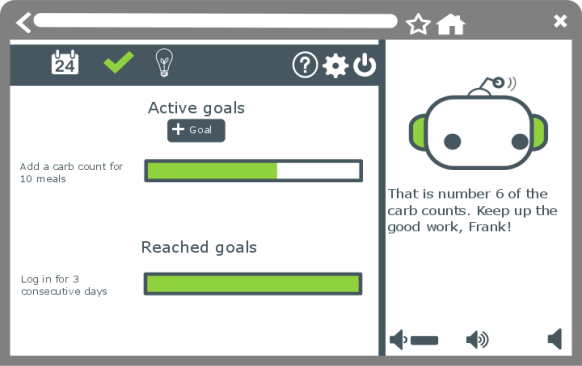 24
?
Active goals
+ Goal
Add a carb count for
10 meals
Reached goals
Log in for 3
consecutive days
That is number 6 of the
carb counts. Keep up the
good work, Frank!